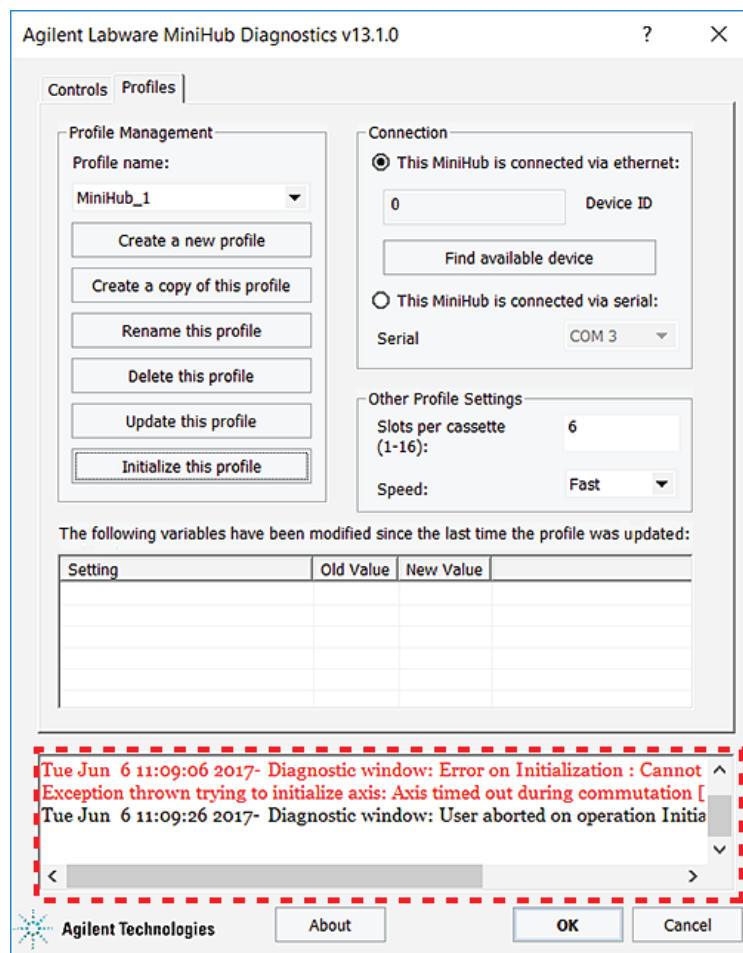 Agilent Labware MiniHub Diagnostics v13.1.0
Controls
Profiles
Profile Management
Profile name:
MiniHub_1
Create a new profile
Create a copy of this profile
Rename this profile
Delete this profile
Update this profile
Initialize this profile
Connection
This MiniHub is connected via ethernet:
0
Device ID
Find available device
This MiniHub is connected via serial:
Serial
COM 3
Other Profile Settings
Slots per cassette
(1-16):
6
Speed:
Fast
The following variables have been modified since the last time the profile was updated:
Setting
Old Value
New Value
Tue Jun 6 11:09:06 2017- Diagnostic window: Error on Initialization : Cannot
Exception thrown trying to initialize axis: Axis timed out during commutation [
Tue Jun 6 11:09:26 2017- Diagnostic window: User aborted on operation Initia
Agilent Technologies
About
OK
Cancel